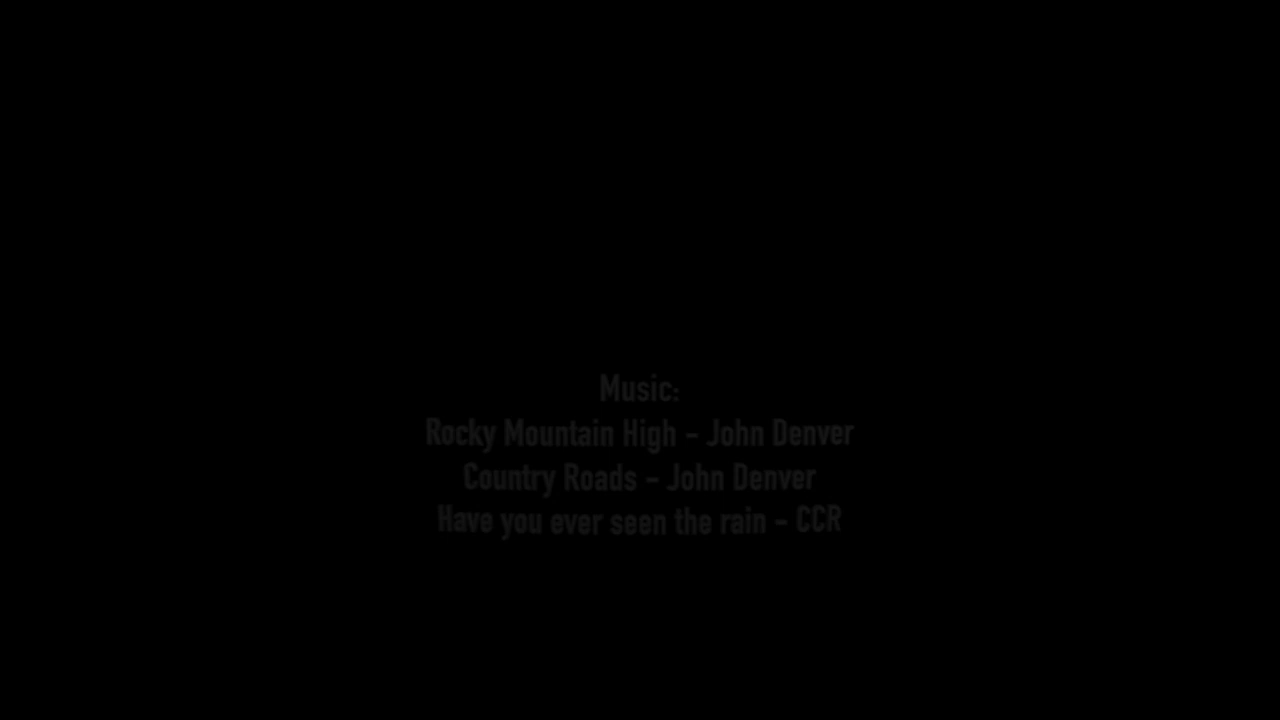 Music:
Rocky Mountain High - John Denver
Country Roads - John Denver
Have you ever seen the rain - CCR